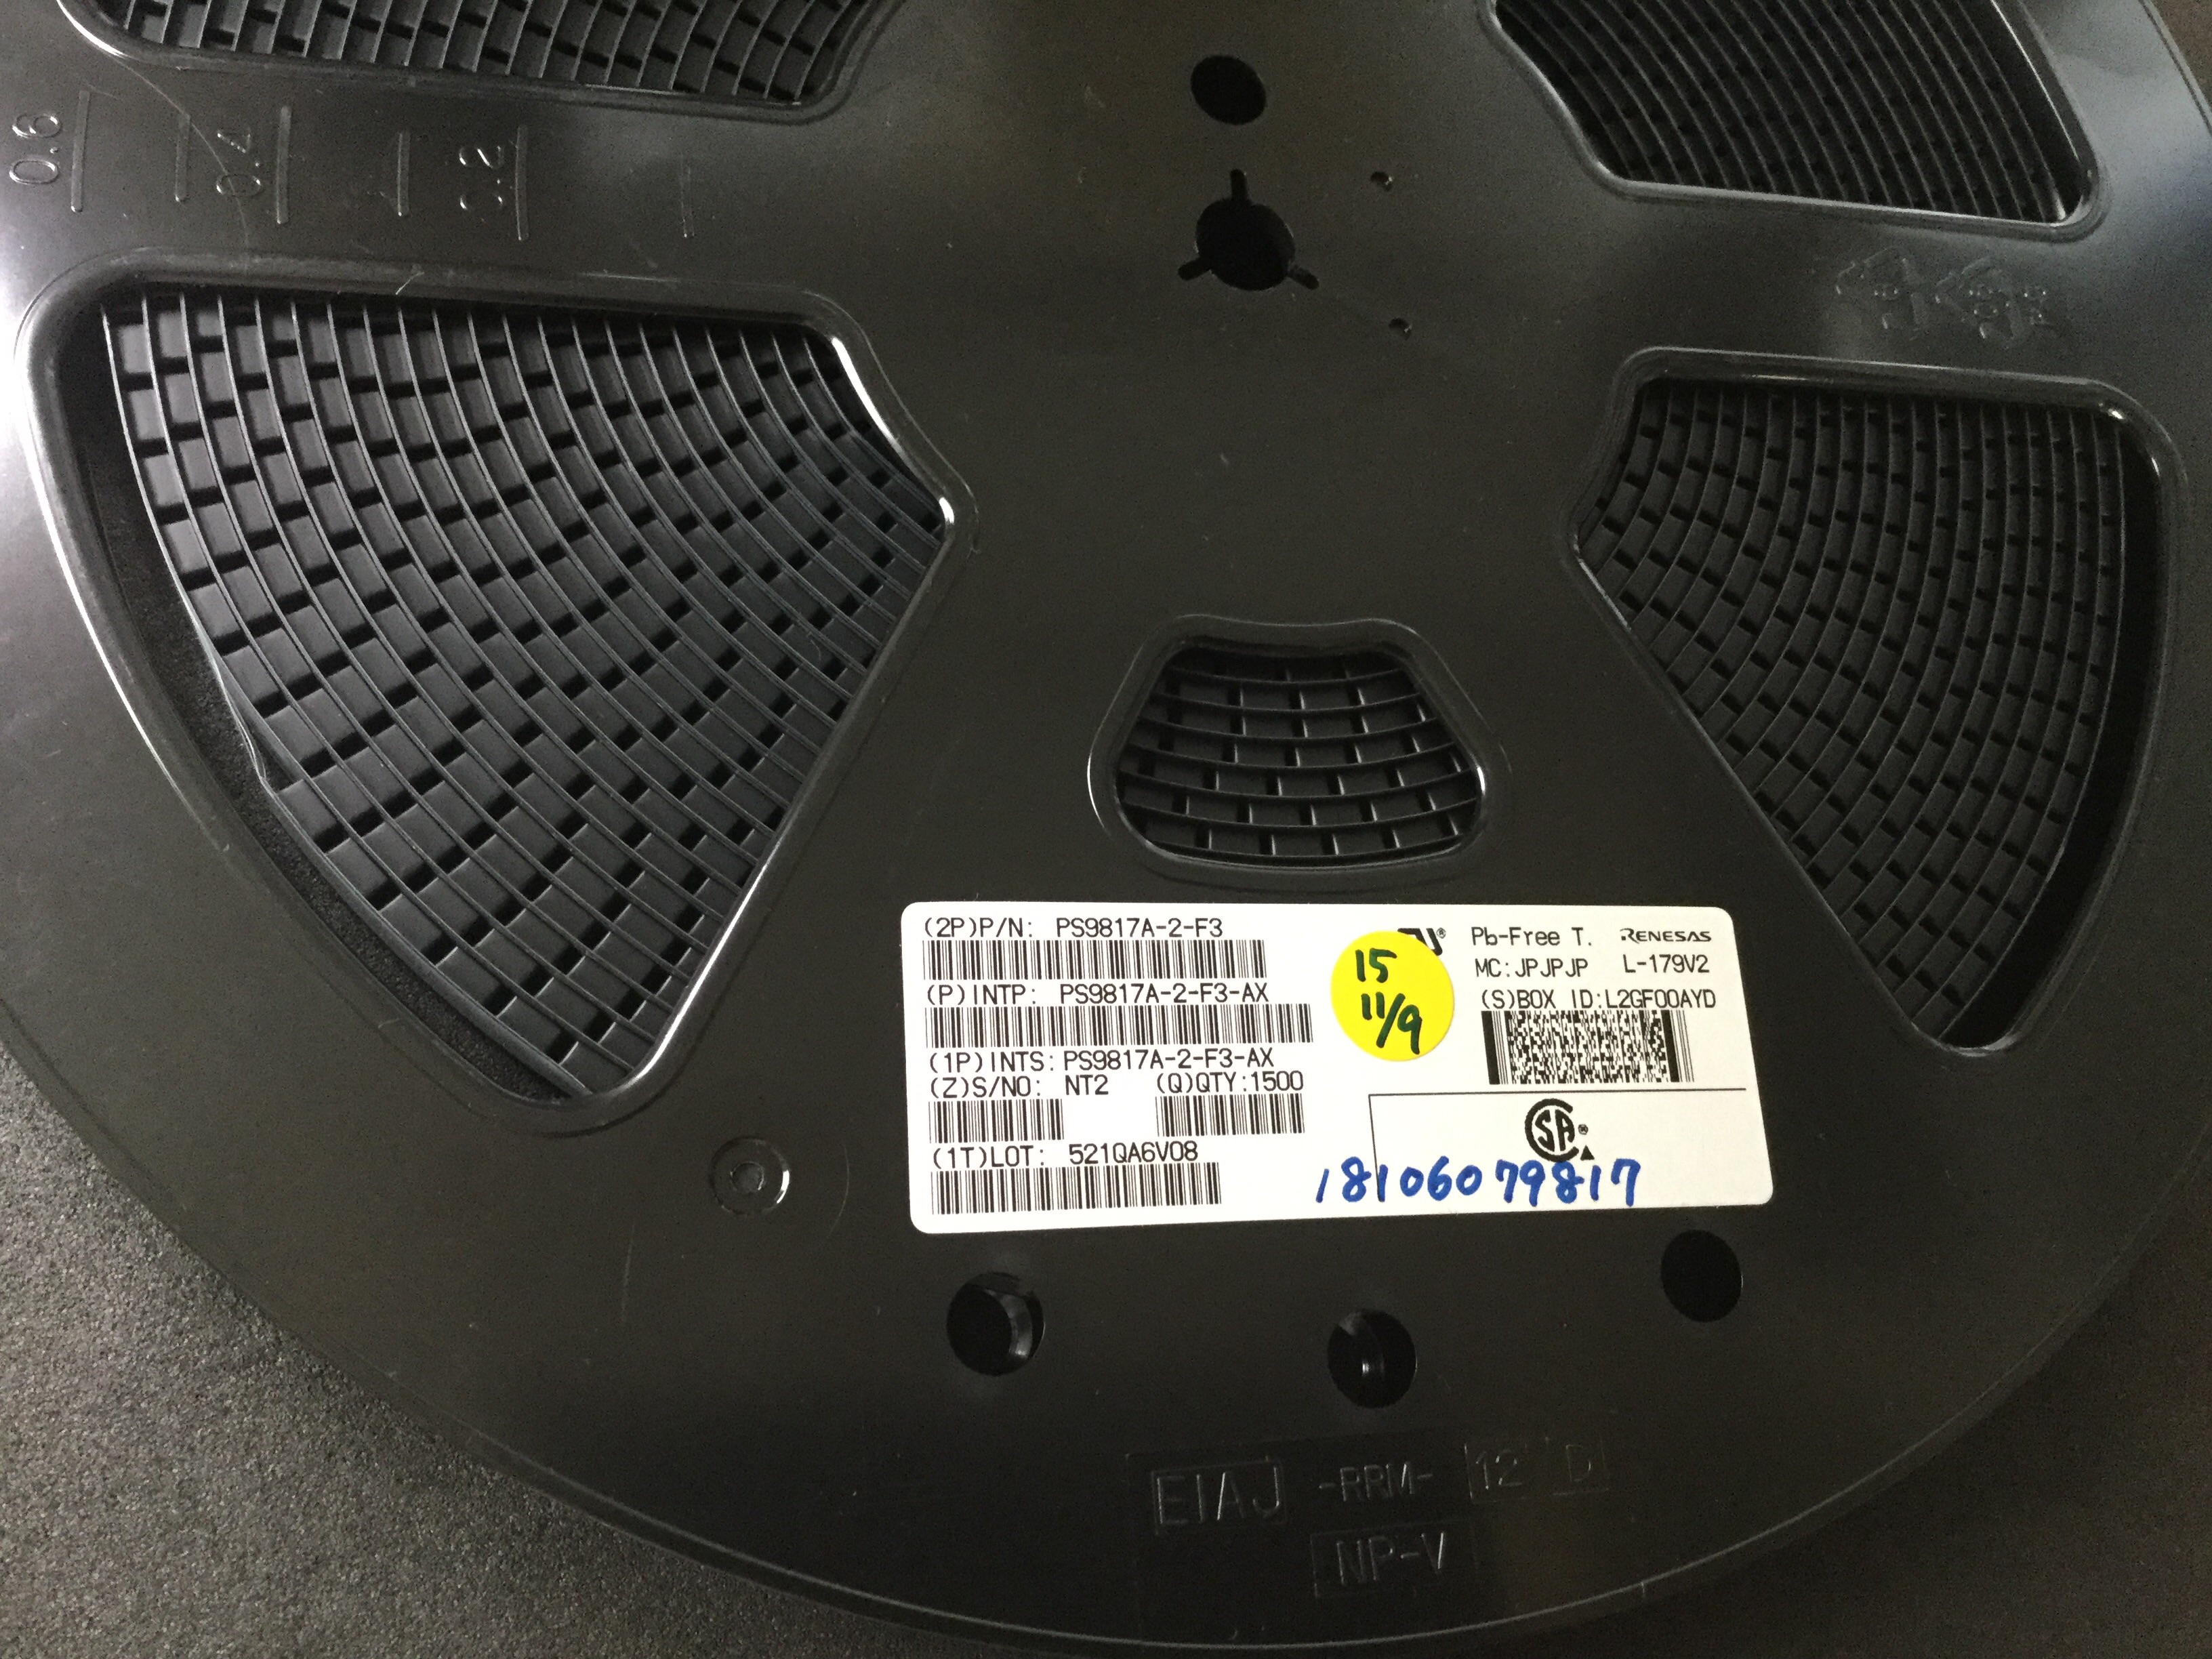 0.6
0.4
0.2
(2P)P/N: PS9817A-2-F3
(P)INTP: PS9817A-2-F3-AX
(1P)INTS: PS9817A-2-F3-AX
(Z)S/NO: NT2 (Q)QTY:1500
(1T)LOT: 521QA6V08
15
11/9
Pb-Free T. RENESAS
MC:JPJPJP L-179V2
(S)BOX ID:L2GF00AYD
SA
18106079817
EIAJ -RRM- 12 D
NP-V